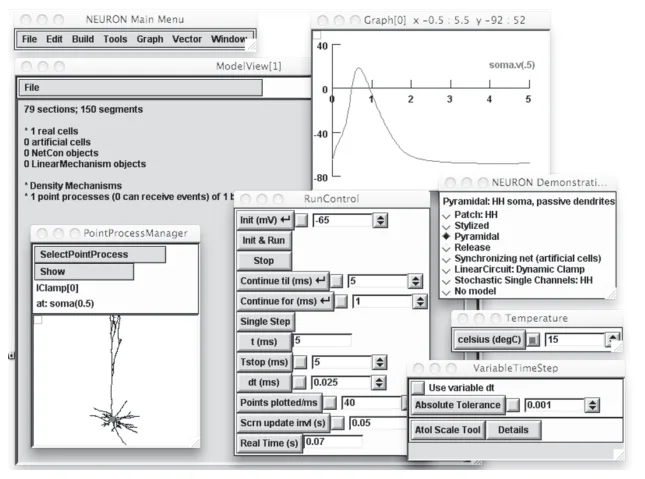 NEURON Main Menu
File Edit Build Tools Graph Vector Window
ModelView[1]
File
79 sections; 150 segments
* 1 real cells
0 artificial cells
0 NetCon objects
0 LinearMechanism objects
* Density Mechanisms
* 1 point processes (0 can receive events) of 1 b
Graph[0] x -0.5 : 5.5 y -92 : 52
40
soma.v(.5)
0
0 1 2 3 4 5
-40
-80
PointProcessManager
SelectPointProcess
Show
IClamp[0]
at: soma(0.5)
RunControl
Init (mV) -65
Init & Run
Stop
Continue til (ms) 5
Continue for (ms) 1
Single Step
t (ms) 5
Tstop (ms) 5
dt (ms) 0.025
Points plotted/ms 40
Scrn update invl (s) 0.05
Real Time (s) 0.07
NEURON Demonstrati...
Pyramidal: HH soma, passive dendrites
Patch: HH
Stylized
Pyramidal
Release
Synchronizing net (artificial cells)
LinearCircuit: Dynamic Clamp
Stochastic Single Channels: HH
No model
Temperature
celsius (degC) 15
VariableTimeStep
Use variable dt
Absolute Tolerance 0.001
Atol Scale Tool Details